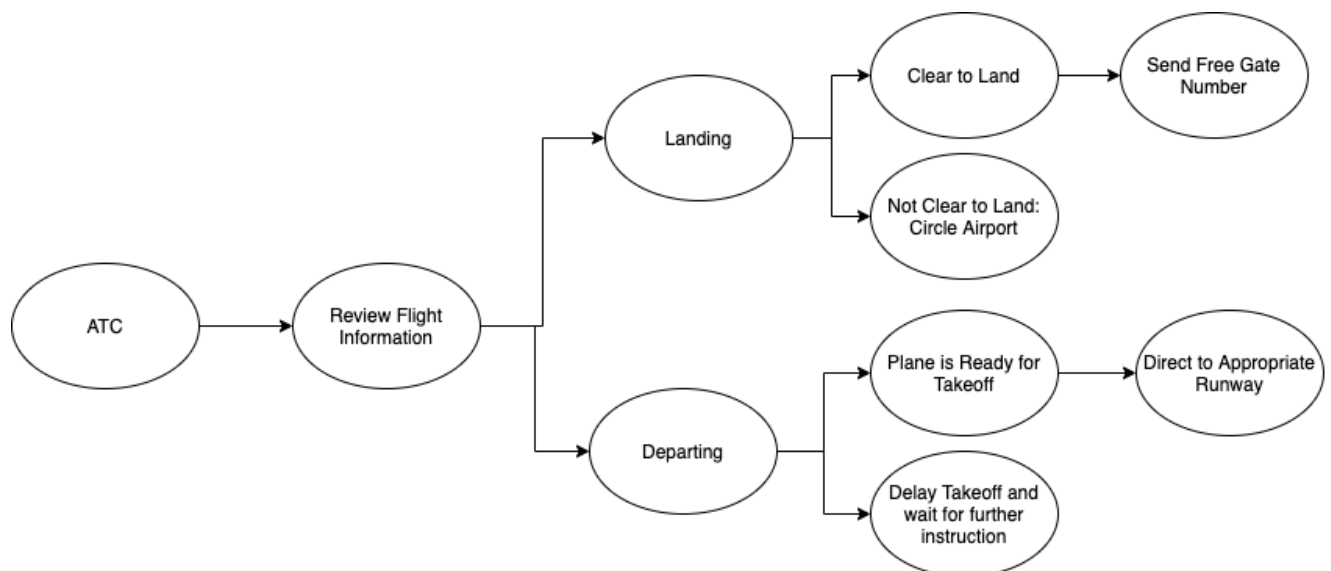 Clear to Land
Send Free Gate
Number
Landing
Not Clear to Land:
Circle Airport
ATC
Review Flight
Information
Plane is Ready for
Takeoff
Direct to Appropriate
Runway
Departing
Delay Takeoff and
wait for further
instruction